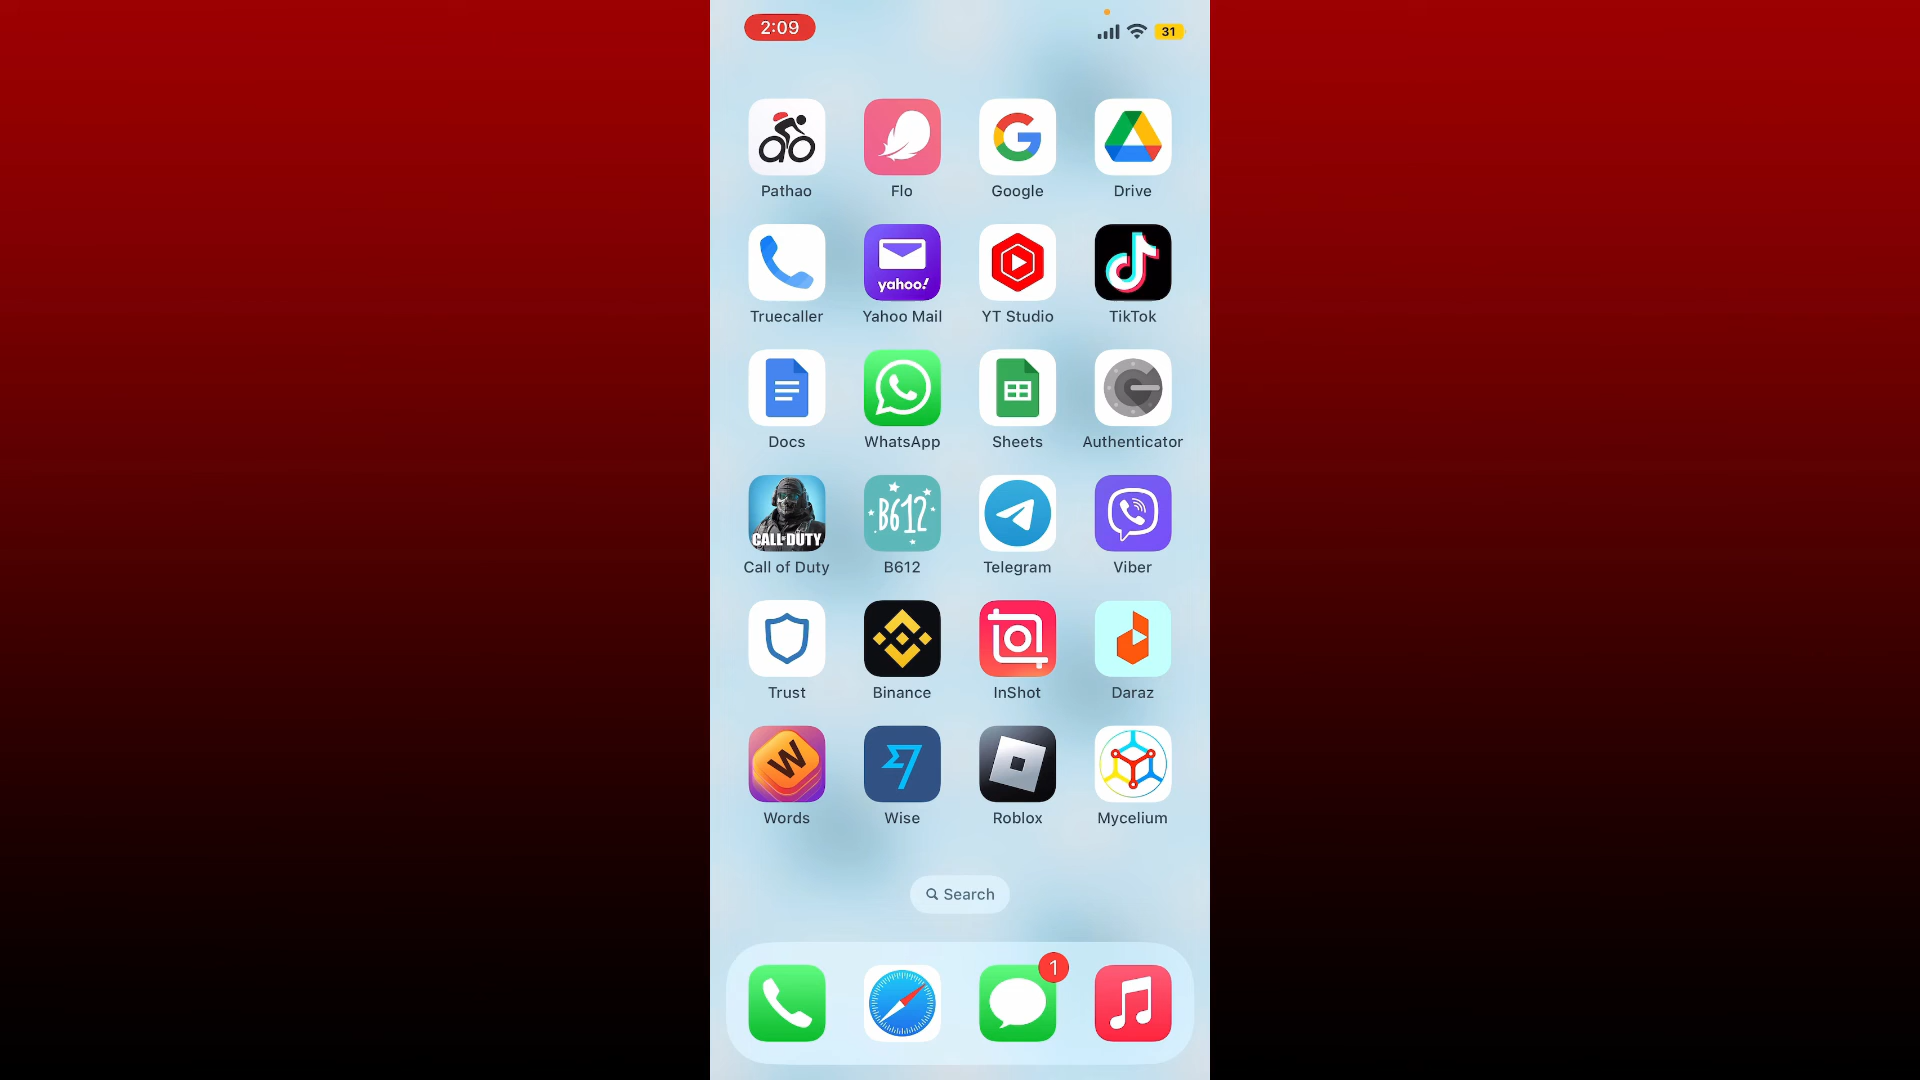 2:09
31
Pathao Flo Google Drive
yahoo!
Truecaller Yahoo Mail YT Studio TikTok
Docs WhatsApp Sheets Authenticator
CALL OF DUTY B612
Call of Duty B612 Telegram Viber
Trust Binance InShot Daraz
W
Words Wise Roblox Mycelium
Search
1